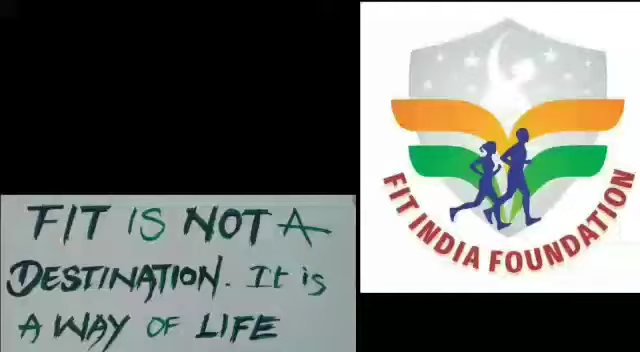 FIT IS NOT A
DESTINATION. It is
A WAY OF LIFE
FIT INDIA FOUNDATION